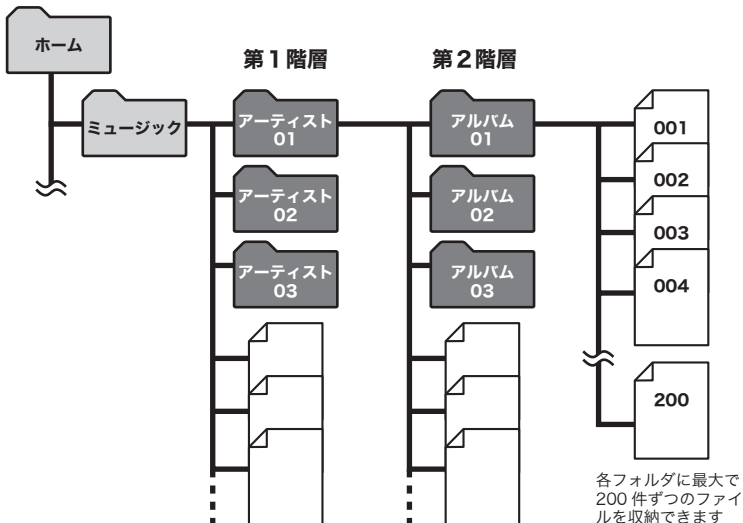 ホーム
第1階層
第2階層
ミュージック
アーティスト
01
アルバム
01
001
002
003
004
200
アーティスト
02
アルバム
02
アーティスト
03
アルバム
03
各フォルダに最大で
200 件ずつのファイ
ルを収納できます